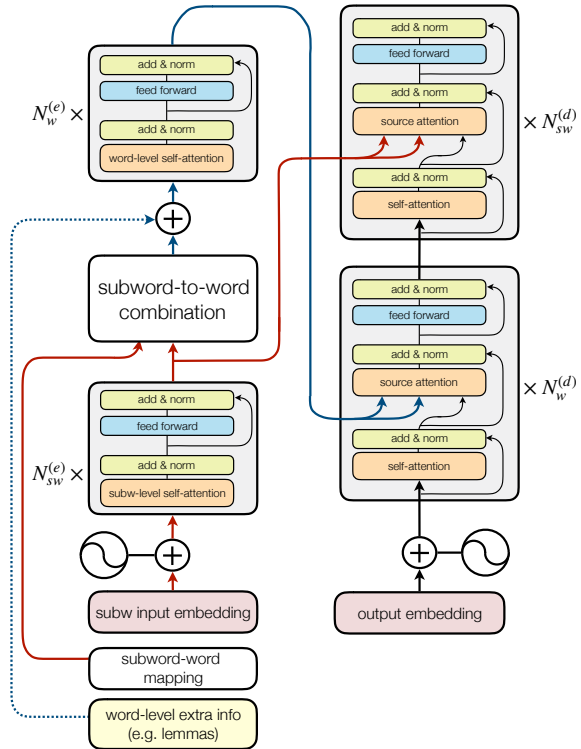 add & norm
feed forward
add & norm
word-level self-attention
N_w^(e) ×
subword-to-word
combination
add & norm
feed forward
add & norm
subw-level self-attention
N_sw^(e) ×
subw input embedding
subword-word
mapping
word-level extra info
(e.g. lemmas)
add & norm
feed forward
add & norm
source attention
add & norm
self-attention
× N_sw^(d)
add & norm
feed forward
add & norm
source attention
add & norm
self-attention
× N_w^(d)
output embedding